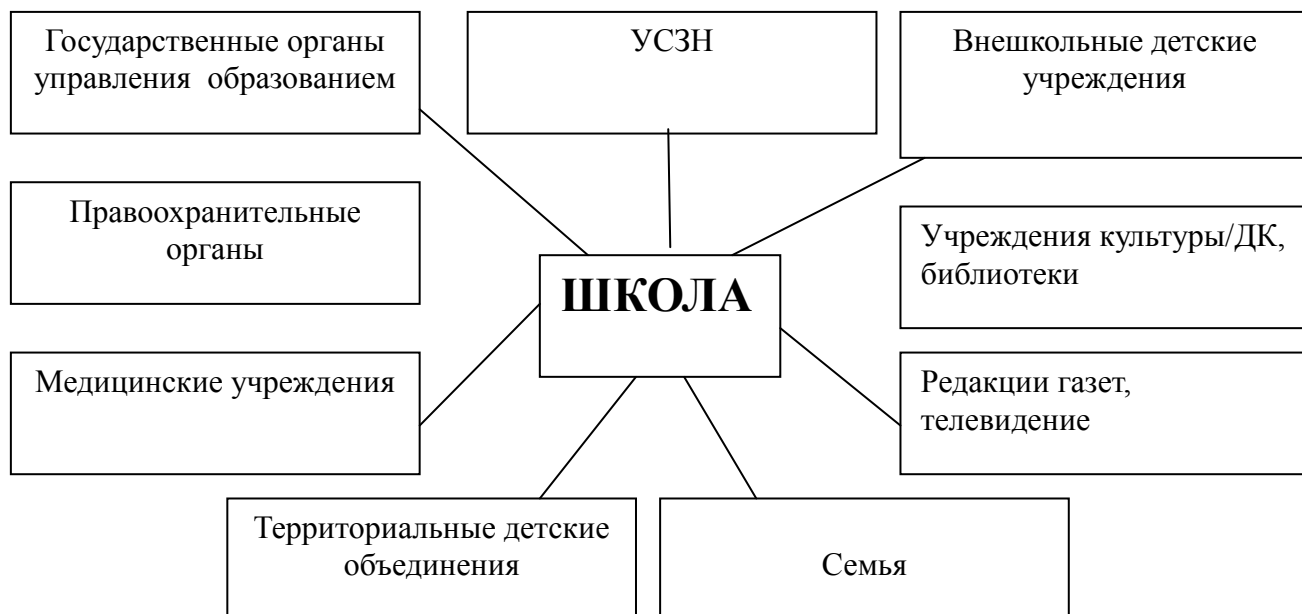 Государственные органы
управления образованием
УСЗН
Внешкольные детские
учреждения
Правоохранительные
органы
Учреждения культуры/ДК,
библиотеки
ШКОЛА
Медицинские учреждения
Редакции газет,
телевидение
Территориальные детские
объединения
Семья